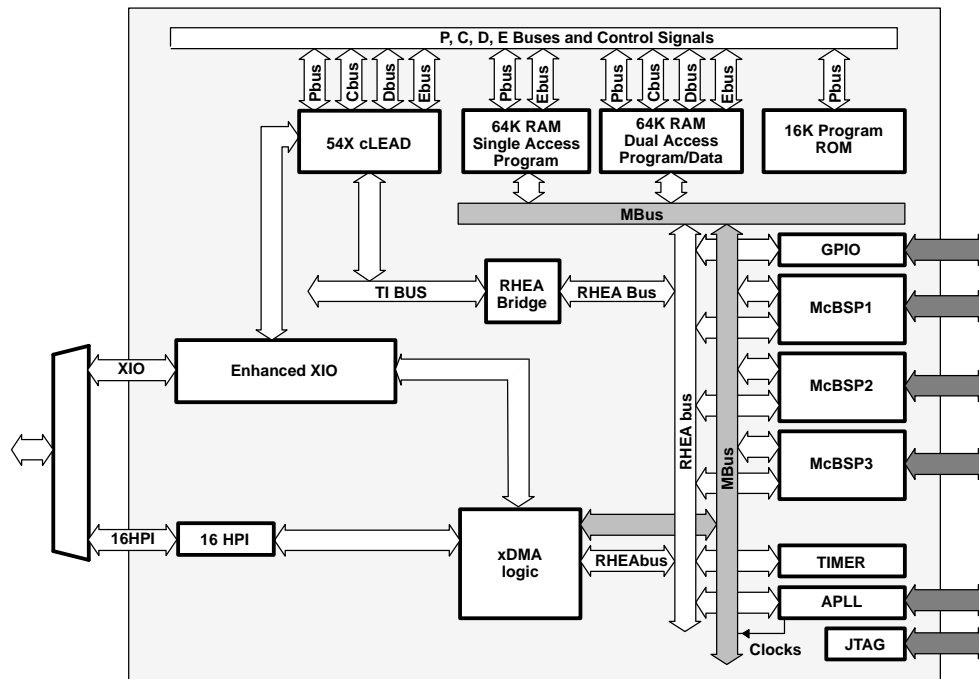 P, C, D, E Buses and Control Signals
Pbus
Cbus
Dbus
Ebus
Pbus
Ebus
Pbus
Cbus
Dbus
Ebus
Pbus
54X cLEAD
64K RAM
Single Access
Program
64K RAM
Dual Access
Program/Data
16K Program
ROM
MBus
GPIO
TI BUS
RHEA
Bridge
RHEA Bus
McBSP1
XIO
Enhanced XIO
McBSP2
RHEA bus
MBus
McBSP3
16HPI
16 HPI
xDMA
logic
RHEAbus
TIMER
APLL
Clocks
JTAG